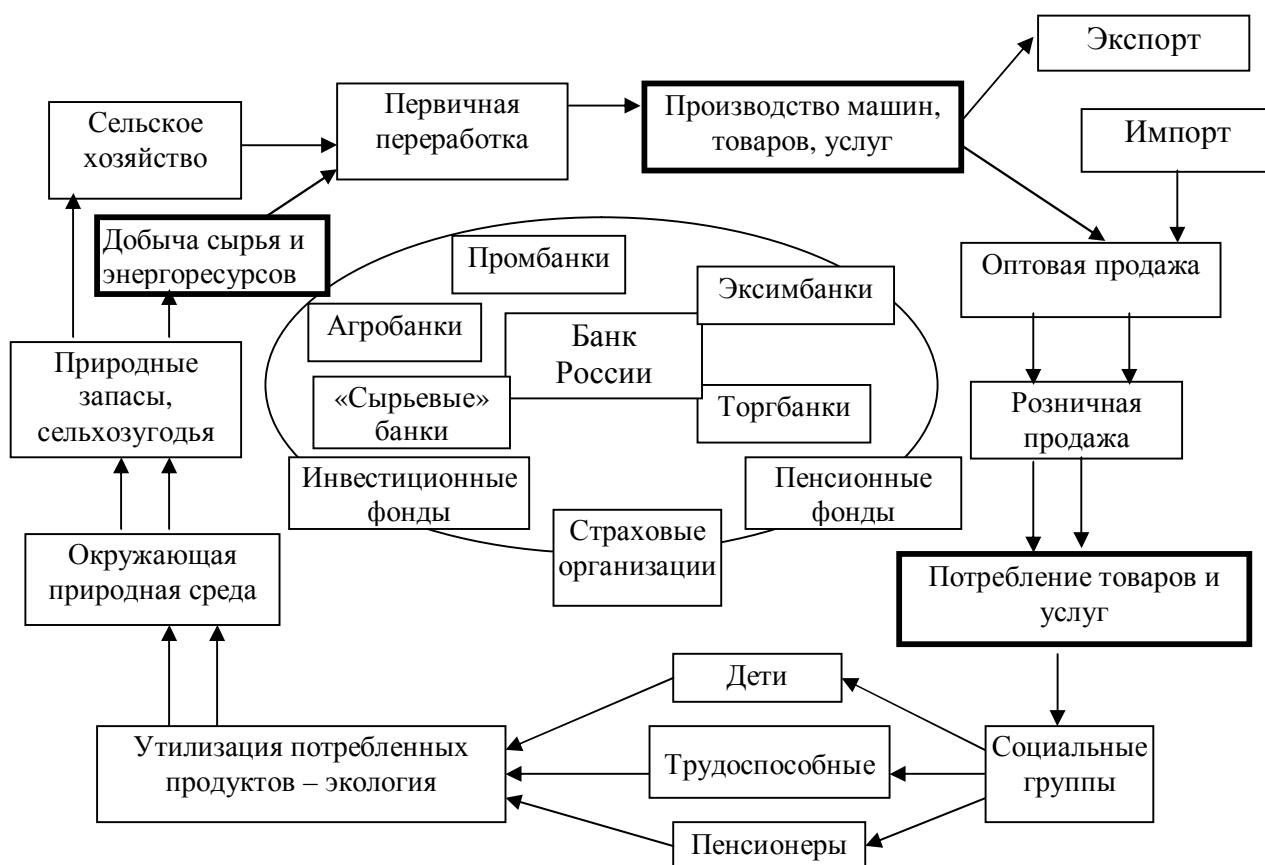 Экспорт
Сельское
хозяйство
Первичная
переработка
Производство машин,
товаров, услуг
Импорт
Добыча сырья и
энергоресурсов
Промбанки
Эксимбанки
Оптовая продажа
Агробанки
Банк
России
Природные
запасы,
сельхозугодья
«Сырьевые»
банки
Торгбанки
Розничная
продажа
Инвестиционные
фонды
Пенсионные
фонды
Страховые
организации
Окружающая
природная среда
Потребление товаров и
услуг
Дети
Утилизация потребленных
продуктов – экология
Трудоспособные
Социальные
группы
Пенсионеры